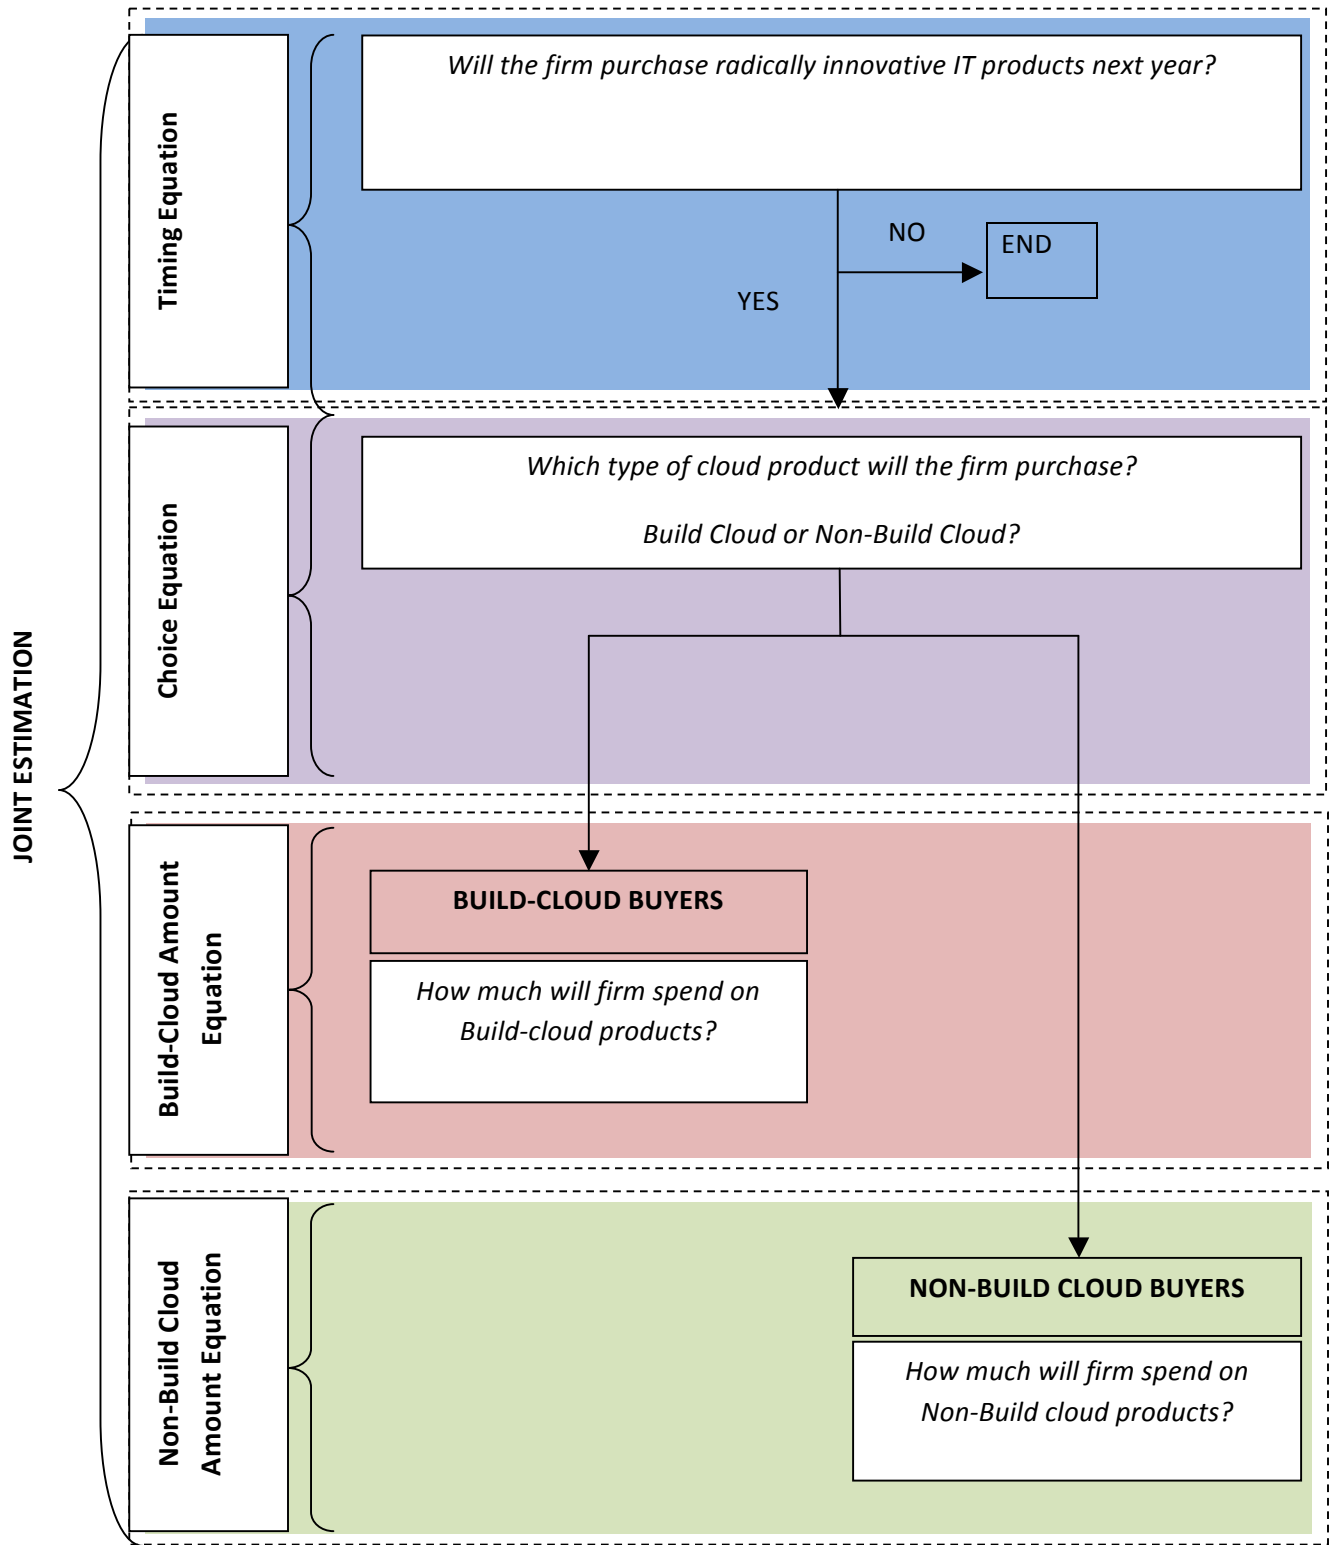 JOINT ESTIMATION
Timing Equation
Will the firm purchase radically innovative IT products next year?
NO
END
YES
Choice Equation
Which type of cloud product will the firm purchase?
Build Cloud or Non-Build Cloud?
Build-Cloud Amount
Equation
BUILD-CLOUD BUYERS
How much will firm spend on
Build-cloud products?
Non-Build Cloud
Amount Equation
NON-BUILD CLOUD BUYERS
How much will firm spend on
Non-Build cloud products?